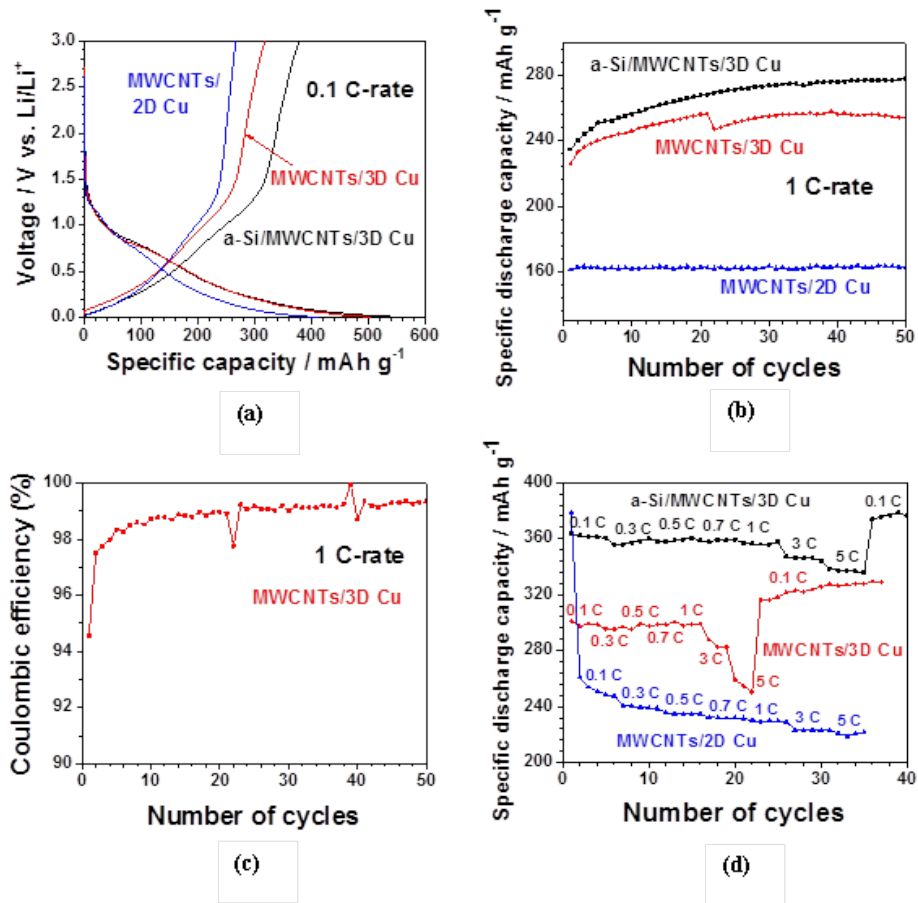 3.0
2.5
2.0
1.5
1.0
0.5
0.0
Voltage / V vs. Li/Li⁺
MWCNTs/
2D Cu
0.1 C-rate
MWCNTs/3D Cu
a-Si/MWCNTs/3D Cu
0 100 200 300 400 500 600
Specific capacity / mAh g⁻¹
(a)
280
240
200
160
Specific discharge capacity / mAh g⁻¹
a-Si/MWCNTs/3D Cu
MWCNTs/3D Cu
1 C-rate
MWCNTs/2D Cu
0 10 20 30 40 50
Number of cycles
(b)
100
98
96
94
92
90
Coulombic efficiency (%)
1 C-rate
MWCNTs/3D Cu
0 10 20 30 40 50
Number of cycles
(c)
400
360
320
280
240
200
Specific discharge capacity / mAh g⁻¹
a-Si/MWCNTs/3D Cu
0.1 C
0.1 C 0.3 C 0.5 C 0.7 C 1 C
3 C
5 C
0.1 C
0.1 C 0.5 C 1 C
0.3 C 0.7 C
3 C
MWCNTs/3D Cu
5 C
0.1 C
0.3 C 0.5 C 0.7 C 1 C 3 C 5 C
MWCNTs/2D Cu
0 10 20 30 40
Number of cycles
(d)